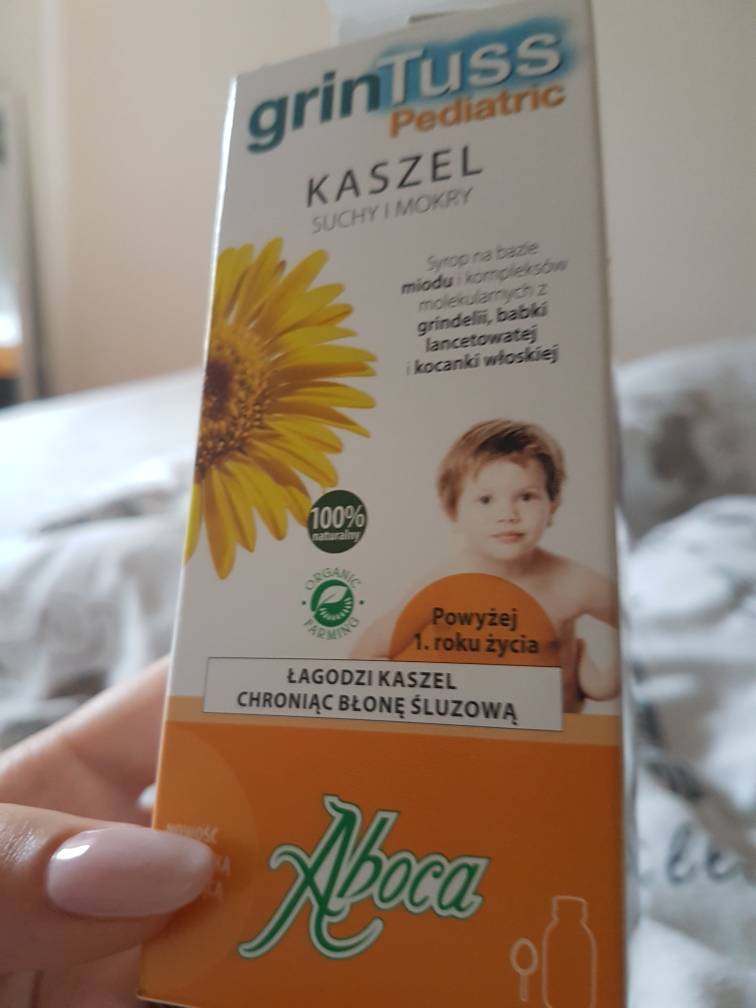 grinTuss
Pediatric
KASZEL
SUCHY I MOKRY
Syrop na bazie
miodu i kompleksów
molekularnych z
grindelii, babki
lancetowatej
i kocanki włoskiej
100%
naturalny
ORGANIC
FARMING
Powyżej
1. roku życia
ŁAGODZI KASZEL
CHRONIĄC BŁONĘ ŚLUZOWĄ
NOWOŚĆ
Aboca